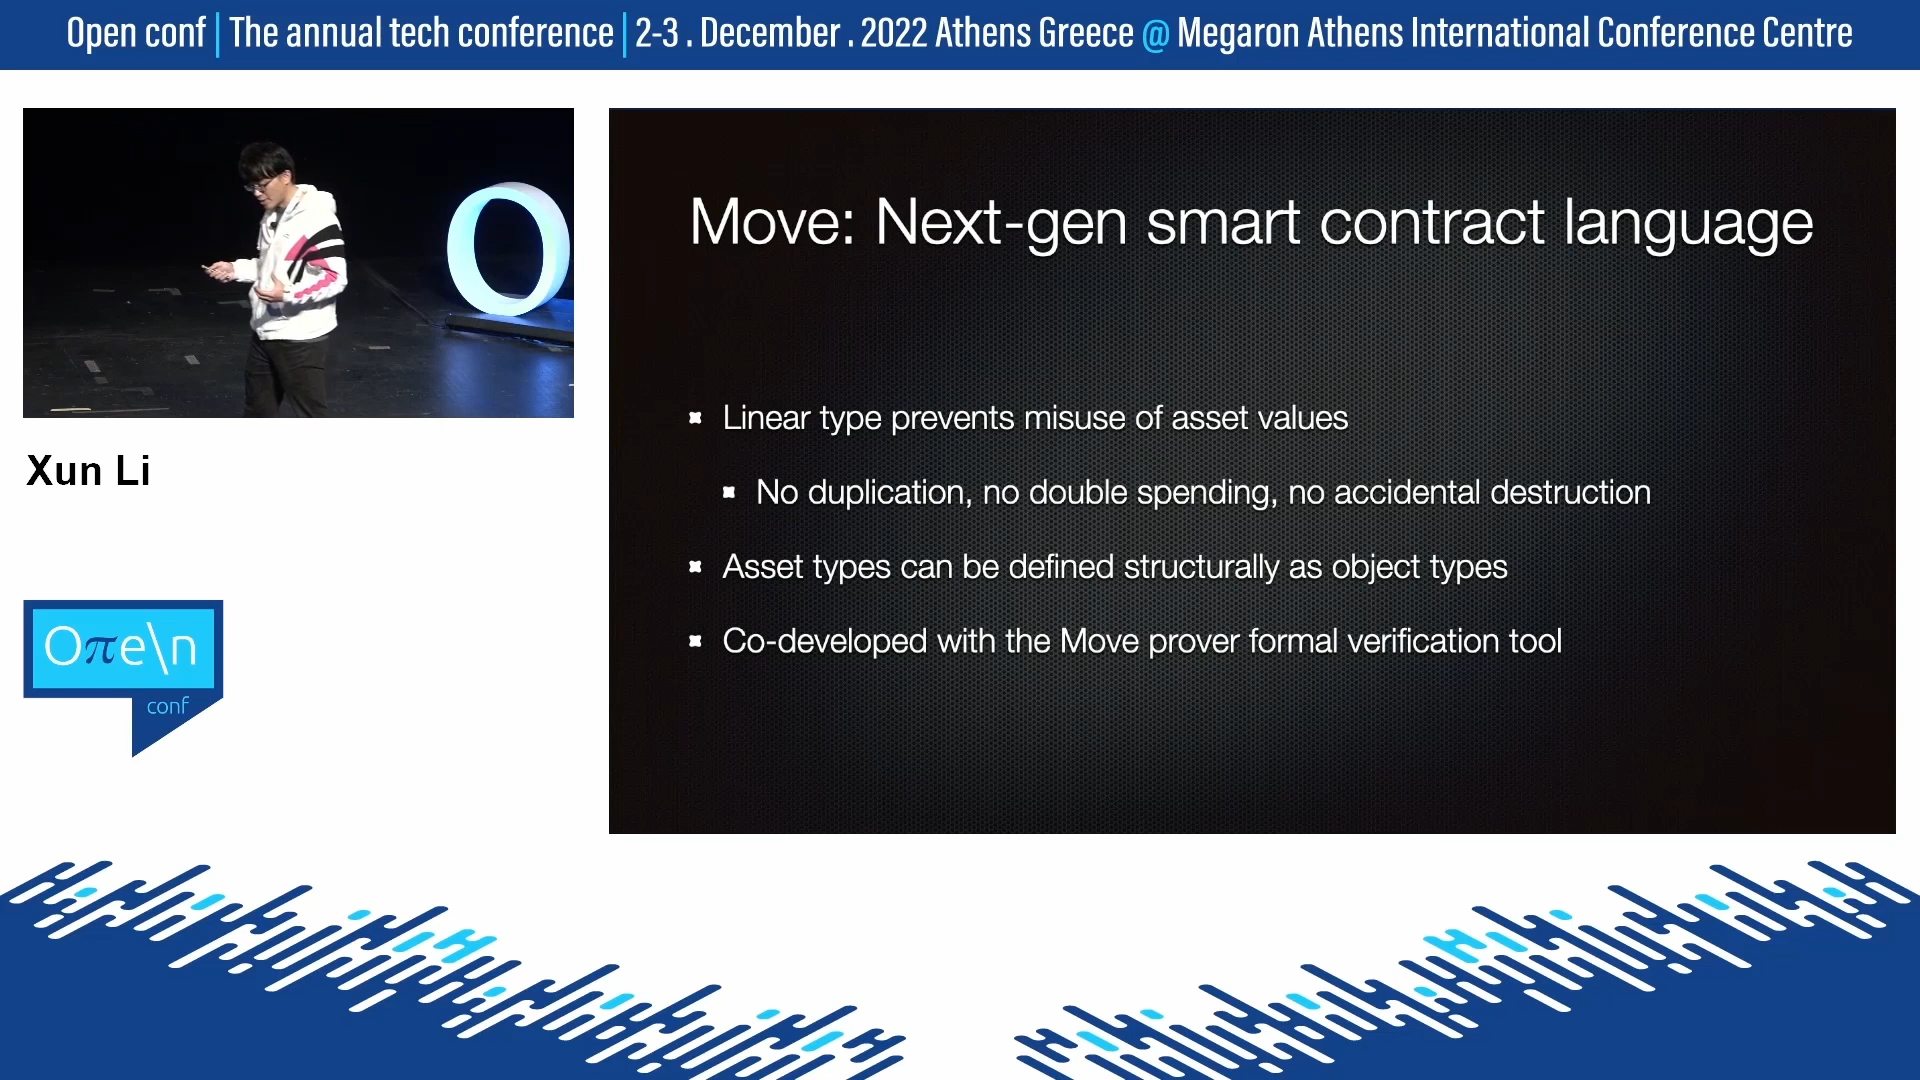 Open conf | The annual tech conference | 2-3 . December . 2022 Athens Greece @ Megaron Athens International Conference Centre
O
Xun Li
Oπe\n
conf
Move: Next-gen smart contract language
Linear type prevents misuse of asset values
No duplication, no double spending, no accidental destruction
Asset types can be defined structurally as object types
Co-developed with the Move prover formal verification tool